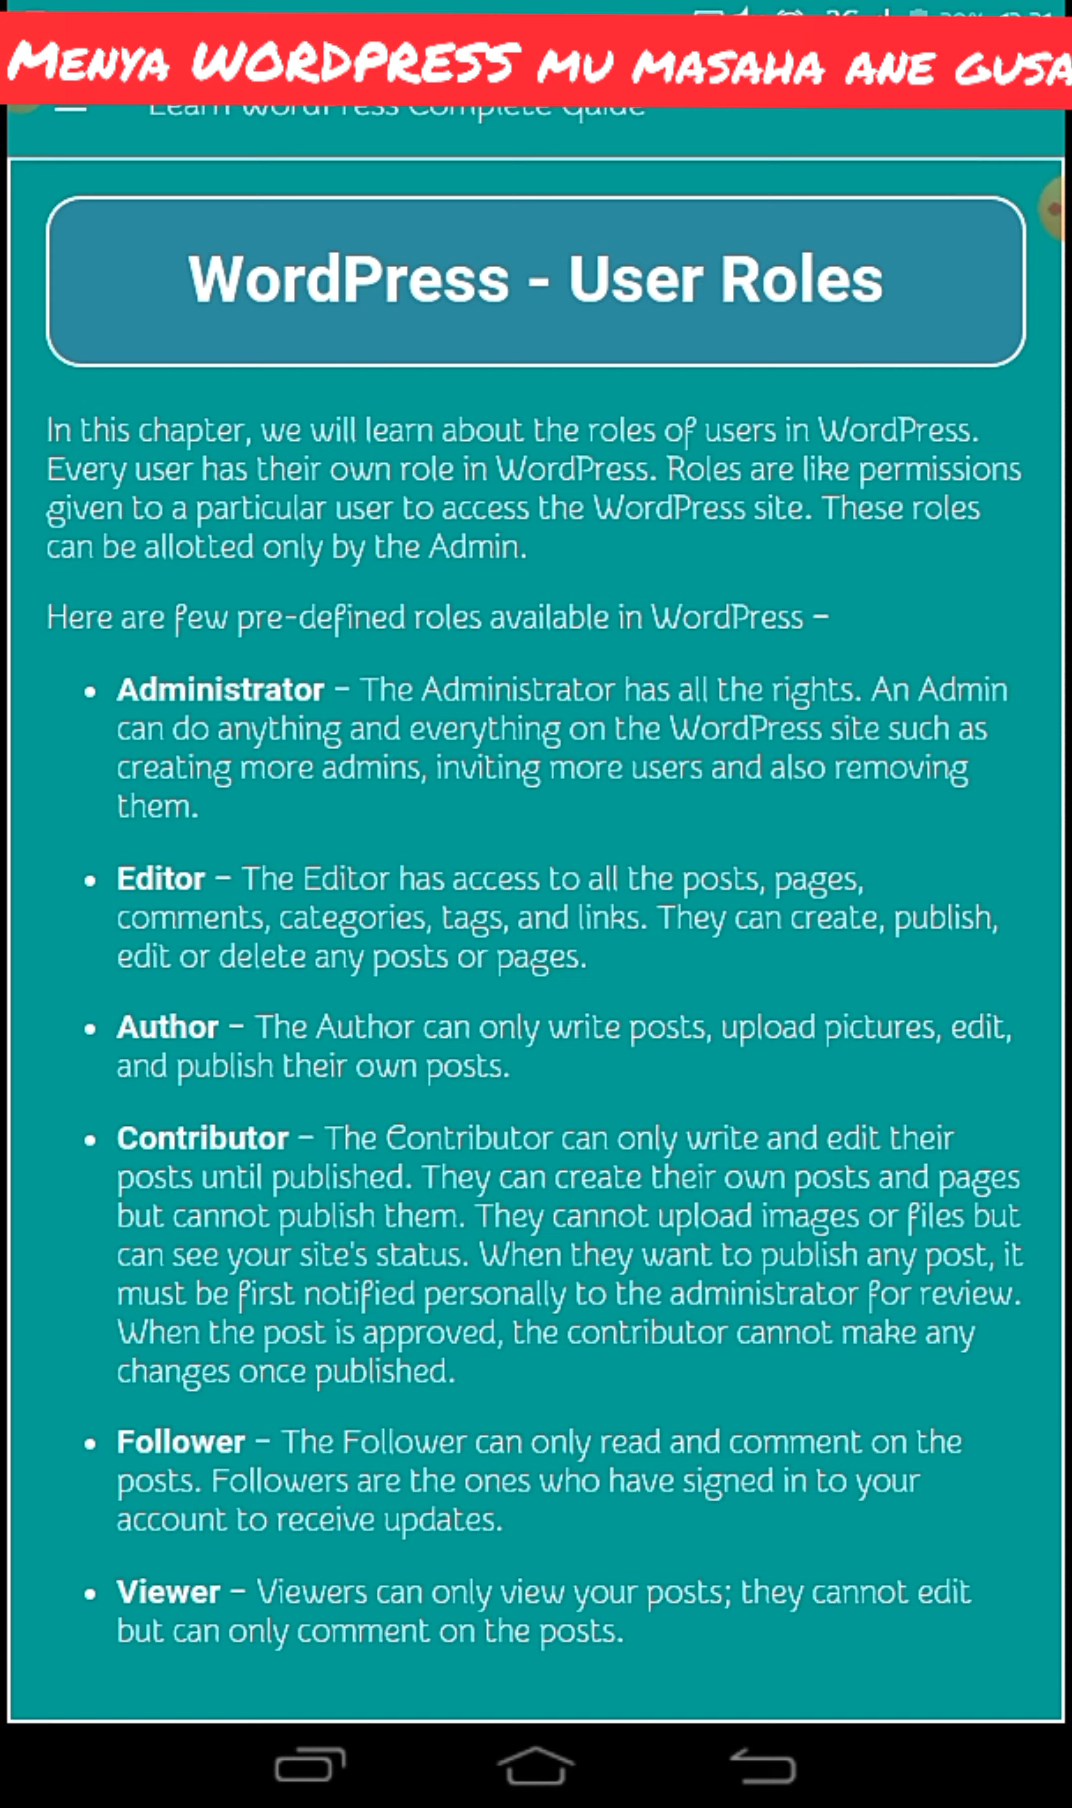 MENYA WORDPRESS MU MASAHA ANE GUSA
Learn WordPress Complete Guide
WordPress - User Roles
In this chapter, we will learn about the roles of users in WordPress.
Every user has their own role in WordPress. Roles are like permissions
given to a particular user to access the WordPress site. These roles
can be allotted only by the Admin.
Here are few pre-defined roles available in WordPress –
• Administrator – The Administrator has all the rights. An Admin
can do anything and everything on the WordPress site such as
creating more admins, inviting more users and also removing
them.
• Editor – The Editor has access to all the posts, pages,
comments, categories, tags, and links. They can create, publish,
edit or delete any posts or pages.
• Author – The Author can only write posts, upload pictures, edit,
and publish their own posts.
• Contributor – The Contributor can only write and edit their
posts until published. They can create their own posts and pages
but cannot publish them. They cannot upload images or files but
can see your site's status. When they want to publish any post, it
must be first notified personally to the administrator for review.
When the post is approved, the contributor cannot make any
changes once published.
• Follower – The Follower can only read and comment on the
posts. Followers are the ones who have signed in to your
account to receive updates.
• Viewer – Viewers can only view your posts; they cannot edit
but can only comment on the posts.